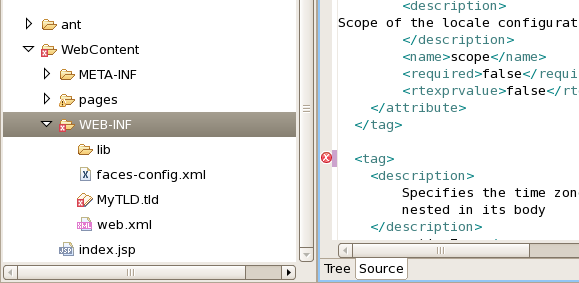 ant
WebContent
META-INF
pages
WEB-INF
lib
faces-config.xml
MyTLD.tld
web.xml
index.jsp
<description>
Scope of the locale configurat
</description>
<name>scope</name>
<required>false</requi
<rtexprvalue>false</rt
</attribute>
</tag>
<tag>
<description>
Specifies the time zon
nested in its body
</description>
Tree
Source